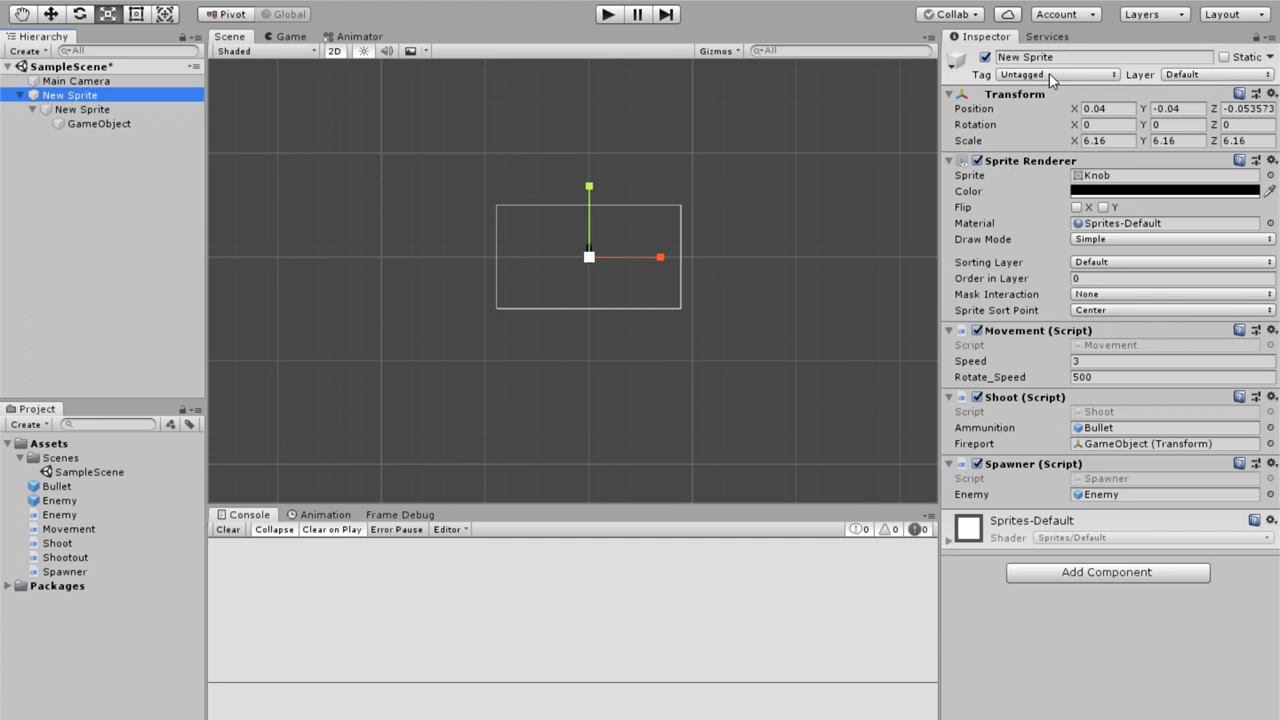 Pivot Global Collab Account Layers Layout
Hierarchy
Create All
SampleScene*
Main Camera
New Sprite
New Sprite
GameObject
Project
Create
Assets
Scenes
SampleScene
Bullet
Enemy
Enemy
Movement
Shoot
Shootout
Spawner
Packages
Scene Game Animator
Shaded 2D Gizmos All
Console Animation Frame Debug
Clear Collapse Clear on Play Error Pause Editor 0 0 0
Inspector Services
New Sprite Static
Tag Untagged Layer Default
Transform
Position X 0.04 Y -0.04 Z -0.053573
Rotation X 0 Y 0 Z 0
Scale X 6.16 Y 6.16 Z 6.16
Sprite Renderer
Sprite Knob
Color
Flip X Y
Material Sprites-Default
Draw Mode Simple
Sorting Layer Default
Order in Layer 0
Mask Interaction None
Sprite Sort Point Center
Movement (Script)
Script Movement
Speed 3
Rotate_Speed 500
Shoot (Script)
Script Shoot
Ammunition Bullet
Fireport GameObject (Transform)
Spawner (Script)
Script Spawner
Enemy Enemy
Sprites-Default
Shader Sprites/Default
Add Component